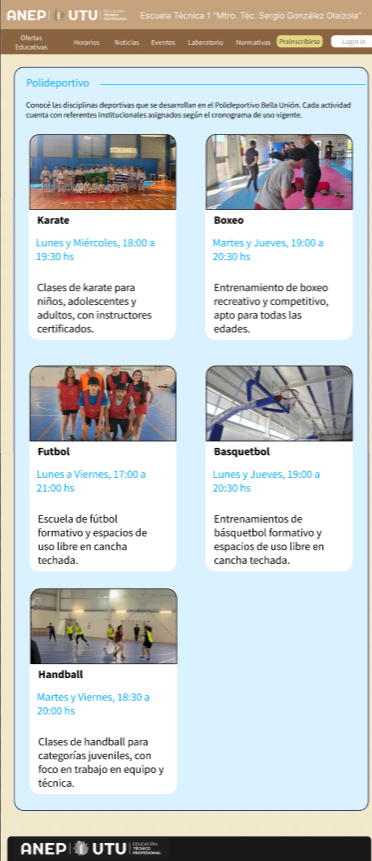 ANEP UTU EDUCACIÓN TÉCNICO PROFESIONAL Escuela Técnica 1 "Mtro. Téc. Sergio González Olaizola"
Ofertas Educativas Horarios Noticias Eventos Laboratorio Normativas Preinscribirse Login in
Polideportivo
Conocé las disciplinas deportivas que se desarrollan en el Polideportivo Bella Unión. Cada actividad
cuenta con referentes institucionales asignados según el cronograma de uso vigente.
Karate
Lunes y Miércoles, 18:00 a
19:30 hs
Clases de karate para
niños, adolescentes y
adultos, con instructores
certificados.
Boxeo
Martes y Jueves, 19:00 a
20:30 hs
Entrenamiento de boxeo
recreativo y competitivo,
apto para todas las
edades.
Futbol
Lunes a Viernes, 17:00 a
21:00 hs
Escuela de fútbol
formativo y espacios de
uso libre en cancha
techada.
Basquetbol
Lunes y Jueves, 19:00 a
20:30 hs
Entrenamientos de
básquetbol formativo y
espacios de uso libre en
cancha techada.
Handball
Martes y Viernes, 18:30 a
20:00 hs
Clases de handball para
categorías juveniles, con
foco en trabajo en equipo y
técnica.
ANEP UTU EDUCACIÓN TÉCNICO PROFESIONAL